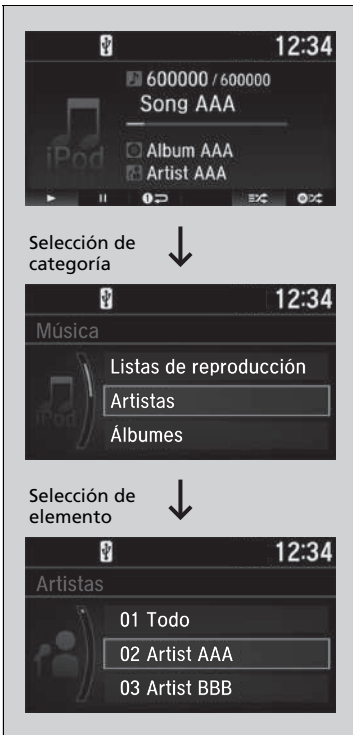 12:34
600000 / 600000
Song AAA
iPod
Album AAA
Artist AAA
Selección de
categoría
12:34
Música
Listas de reproducción
Artistas
iPod
Álbumes
Selección de
elemento
12:34
Artistas
01 Todo
02 Artist AAA
03 Artist BBB